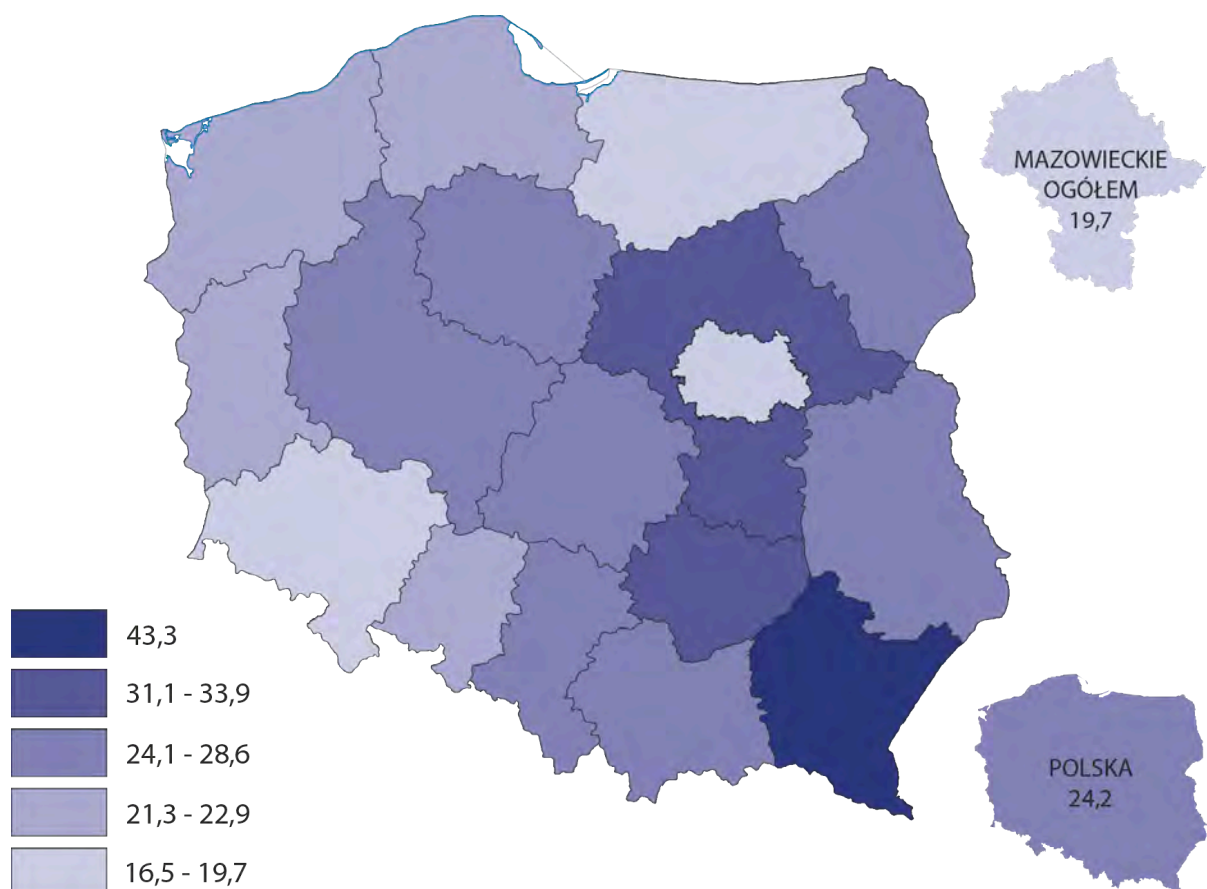 MAZOWIECKIE
OGÓŁEM
19,7
43,3
31,1 - 33,9
24,1 - 28,6
21,3 - 22,9
16,5 - 19,7
POLSKA
24,2